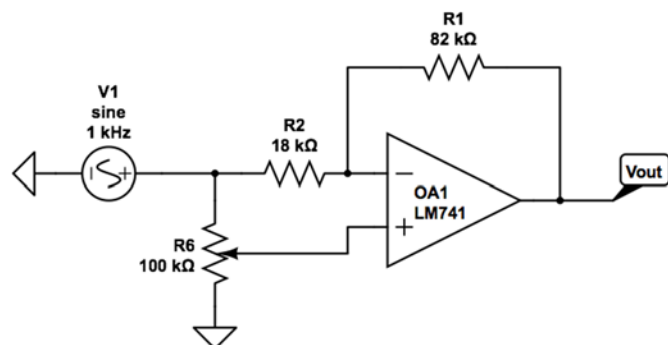 R1
82 kΩ
V1
sine
1 kHz
R2
18 kΩ
OA1
LM741
Vout
R6
100 kΩ